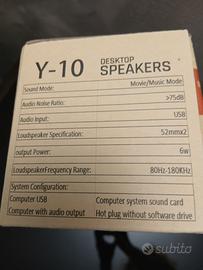 Y-10 DESKTOP SPEAKERS
Sound Mode: Movie/Music Mode
Audio Noise Ratio: >75dB
Audio Input: USB
Loudspeaker Specification: 52mmx2
output Power: 6w
LoudspeakerFrequency Range: 80Hz-180KHz
System Configuration:
Computer USB Computer system sound card
Computer with audio output Hot plug without software drive
subito